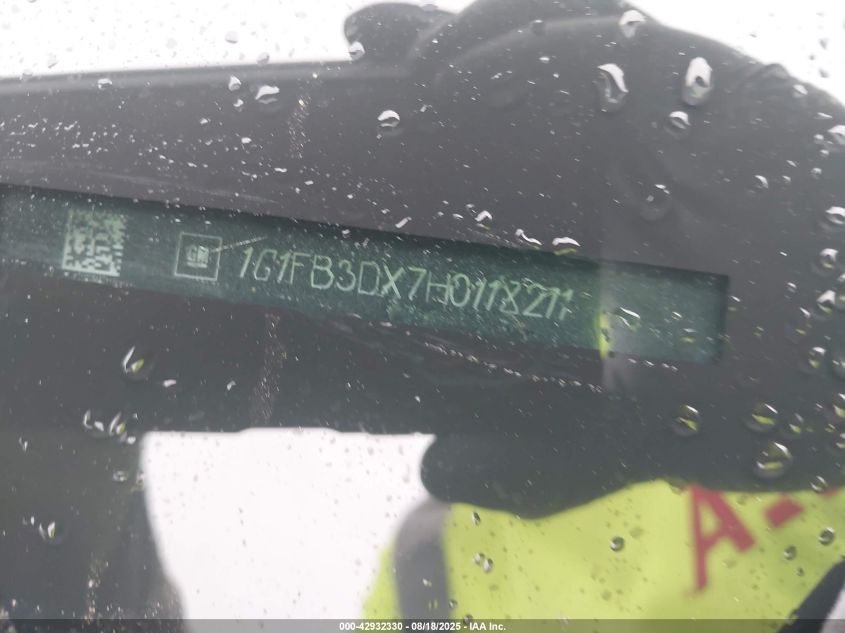 GM 1G1FB3DX7H0118211
A-
000-42932330 - 08/18/2025 - IAA Inc.